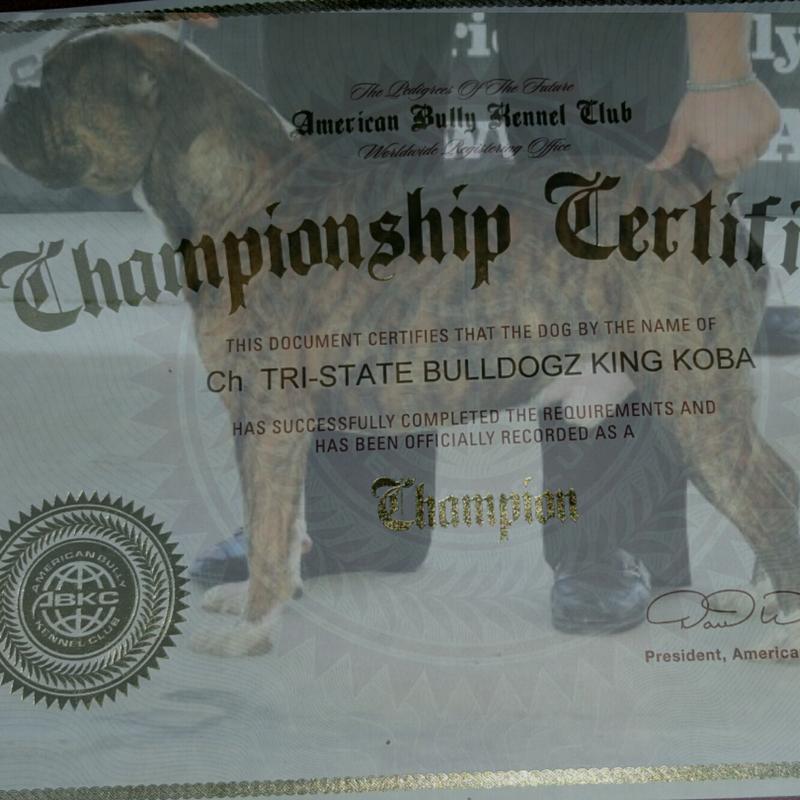 The Pedigrees Of The Future
American Bully Kennel Club
Worldwide Registering Office
Championship Certifi
THIS DOCUMENT CERTIFIES THAT THE DOG BY THE NAME OF
Ch TRI-STATE BULLDOGZ KING KOBA
HAS SUCCESSFULLY COMPLETED THE REQUIREMENTS AND
HAS BEEN OFFICIALLY RECORDED AS A
Champion
AMERICAN BULLY
ABKC
KENNEL CLUB
President, America